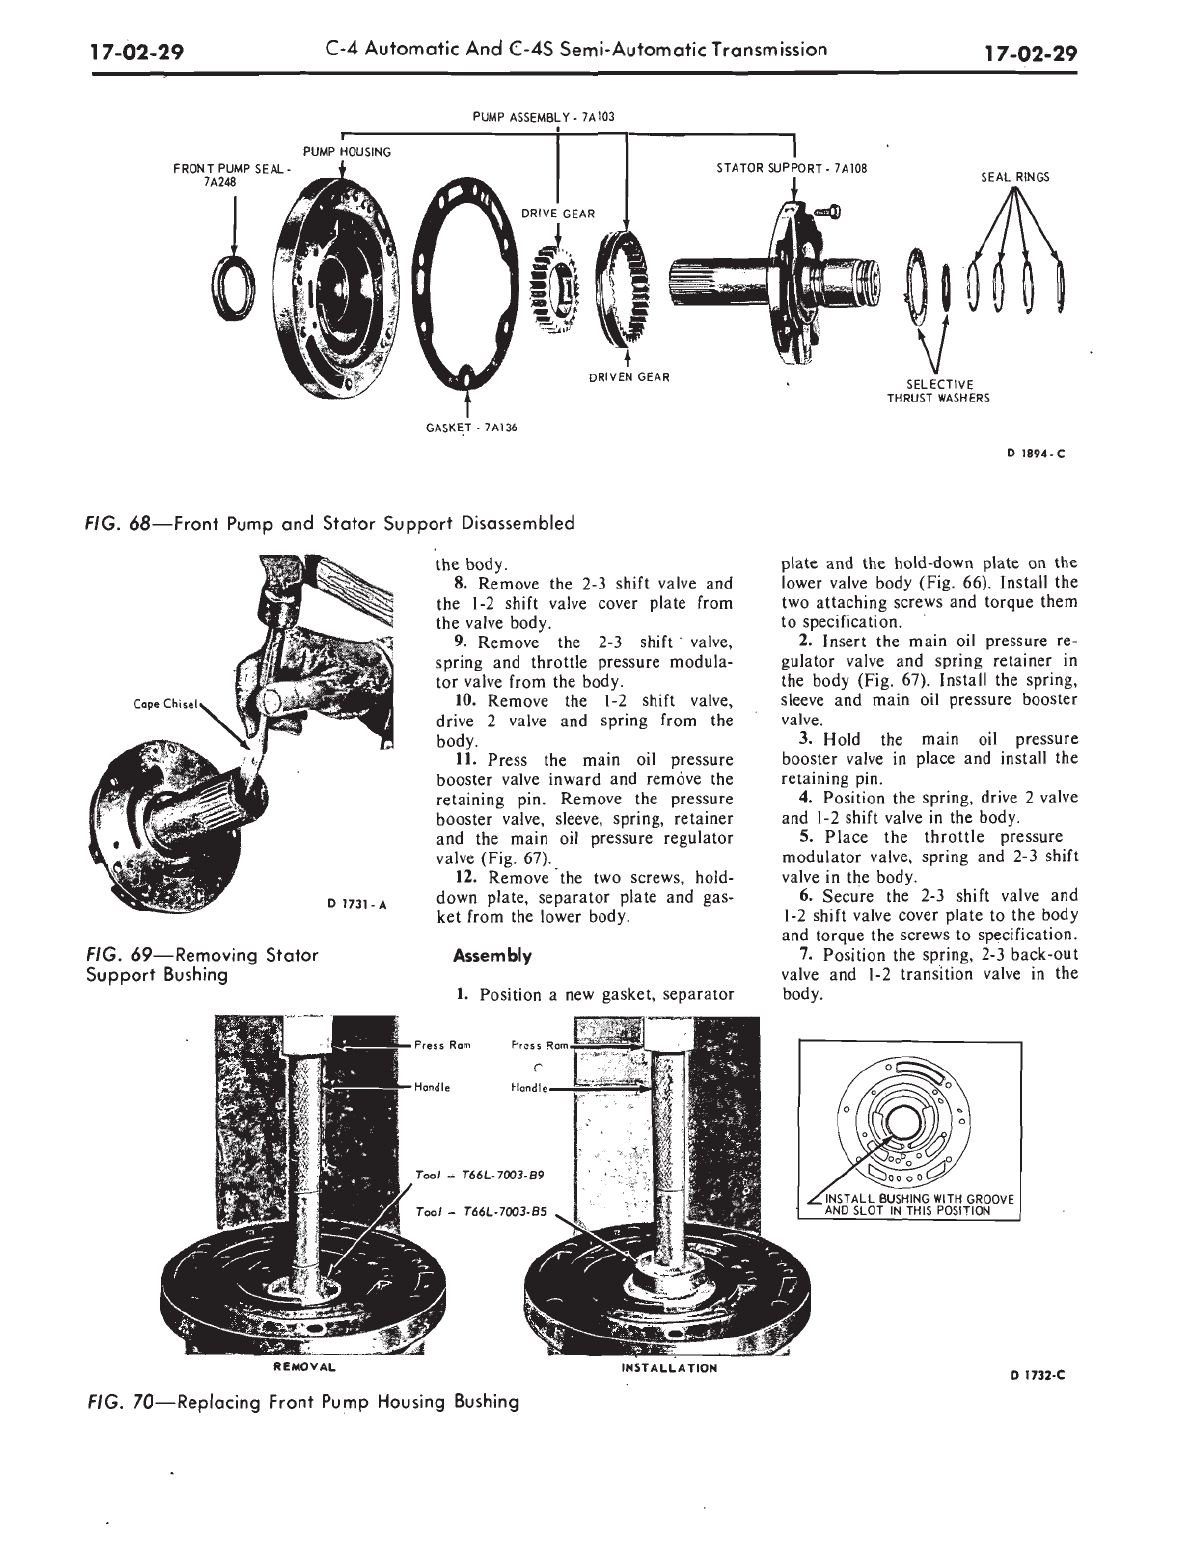 17-02-29
C-4 Automatic And C-4S Semi-Automatic Transmission
17-02-29
PUMP ASSEMBLY - 7A103
PUMP HOUSING
FRONT PUMP SEAL -
7A248
STATOR SUPPORT - 7A108
SEAL RINGS
DRIVE GEAR
DRIVEN GEAR
SELECTIVE
THRUST WASHERS
GASKET - 7A136
D 1894-C
FIG. 68—Front Pump and Stator Support Disassembled
Cape Chisel
D 1731-A
FIG. 69—Removing Stator
Support Bushing
the body.
8. Remove the 2-3 shift valve and
the 1-2 shift valve cover plate from
the valve body.
9. Remove the 2-3 shift valve,
spring and throttle pressure modula-
tor valve from the body.
10. Remove the 1-2 shift valve,
drive 2 valve and spring from the
body.
11. Press the main oil pressure
booster valve inward and remove the
retaining pin. Remove the pressure
booster valve, sleeve, spring, retainer
and the main oil pressure regulator
valve (Fig. 67).
12. Remove the two screws, hold-
down plate, separator plate and gas-
ket from the lower body.
Assembly
1. Position a new gasket, separator
plate and the hold-down plate on the
lower valve body (Fig. 66). Install the
two attaching screws and torque them
to specification.
2. Insert the main oil pressure re-
gulator valve and spring retainer in
the body (Fig. 67). Install the spring,
sleeve and main oil pressure booster
valve.
3. Hold the main oil pressure
booster valve in place and install the
retaining pin.
4. Position the spring, drive 2 valve
and 1-2 shift valve in the body.
5. Place the throttle pressure
modulator valve, spring and 2-3 shift
valve in the body.
6. Secure the 2-3 shift valve and
1-2 shift valve cover plate to the body
and torque the screws to specification.
7. Position the spring, 2-3 back-out
valve and 1-2 transition valve in the
body.
Press Ram
Press Ram
Handle
Handle
Tool - T66L-7003-B9
Tool - T66L-7003-B5
INSTALL BUSHING WITH GROOVE
AND SLOT IN THIS POSITION
REMOVAL
INSTALLATION
D 1732-C
FIG. 70—Replacing Front Pump Housing Bushing